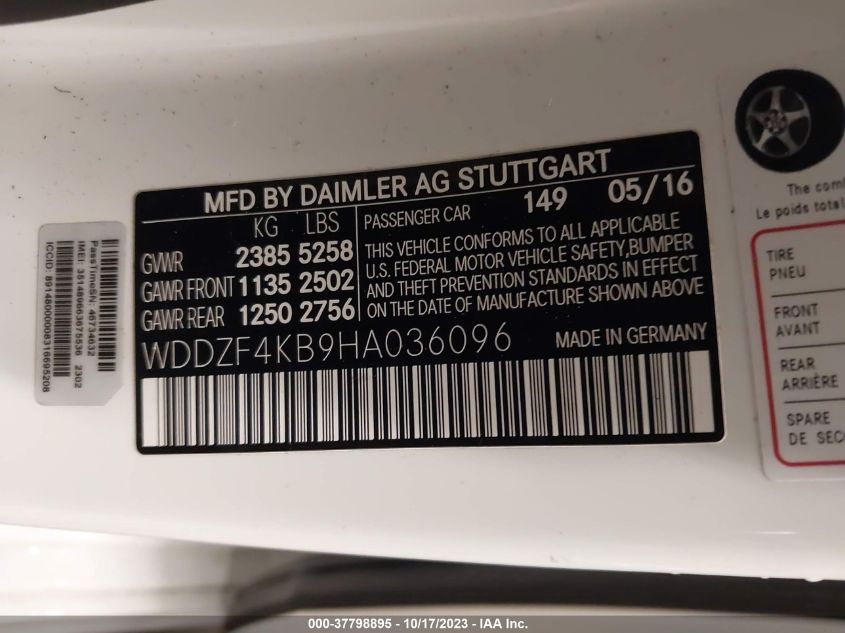 MFD BY DAIMLER AG STUTTGART
KG LBS
GVWR 2385 5258
GAWR FRONT 1135 2502
GAWR REAR 1250 2756
PASSENGER CAR 149 05/16
THIS VEHICLE CONFORMS TO ALL APPLICABLE
U.S. FEDERAL MOTOR VEHICLE SAFETY,BUMPER
AND THEFT PREVENTION STANDARDS IN EFFECT
ON THE DATE OF MANUFACTURE SHOWN ABOVE
WDDZF4KB9HA036096 MADE IN GERMANY
PassTimeSN: 46734632
IMEI: 351469663675536 2302
ICCID: 89148000008316695208
The com
Le poids total
TIRE
PNEU
FRONT
AVANT
REAR
ARRIÈRE
SPARE
DE SEC
000-37798895 - 10/17/2023 - IAA Inc.